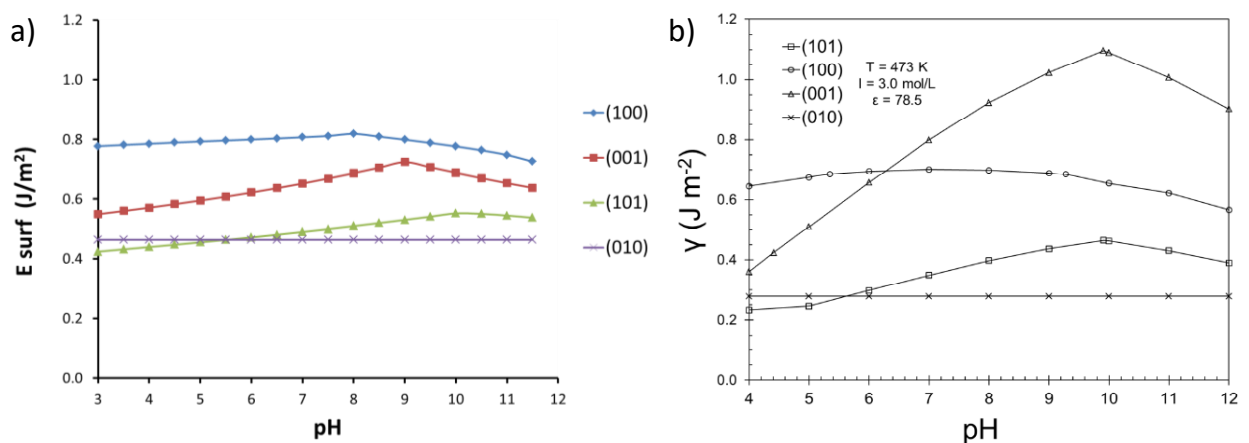 a)
1.2
1.0
0.8
0.6
0.4
0.2
0.0
E surf (J/m²)
3 4 5 6 7 8 9 10 11 12
pH
(100)
(001)
(101)
(010)
b)
1.2
1.0
0.8
0.6
0.4
0.2
0.0
γ (J m⁻²)
(101)
(100)
(001)
(010)
T = 473 K
I = 3.0 mol/L
ε = 78.5
4 5 6 7 8 9 10 11 12
pH